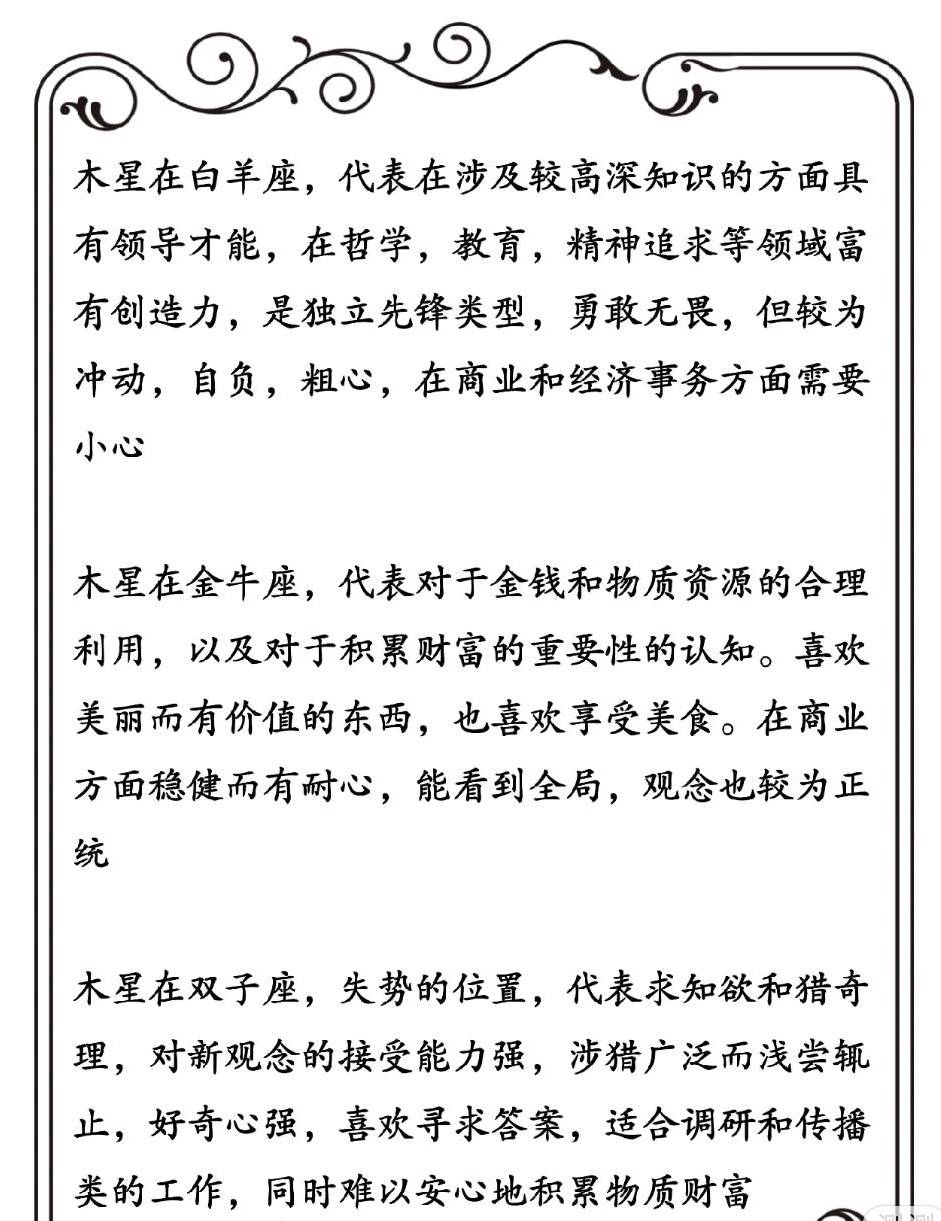 木星在白羊座，代表在涉及较高深知识的方面具
有领导才能，在哲学，教育，精神追求等领域富
有创造力，是独立先锋类型，勇敢无畏，但较为
冲动，自负，粗心，在商业和经济事务方面需要
小心
木星在金牛座，代表对于金钱和物质资源的合理
利用，以及对于积累财富的重要性的认知。喜欢
美丽而有价值的东西，也喜欢享受美食。在商业
方面稳健而有耐心，能看到全局，观念也较为正
统
木星在双子座，失势的位置，代表求知欲和猎奇
理，对新观念的接受能力强，涉猎广泛而浅尝辄
止，好奇心强，喜欢寻求答案，适合调研和传播
类的工作，同时难以安心地积累物质财富